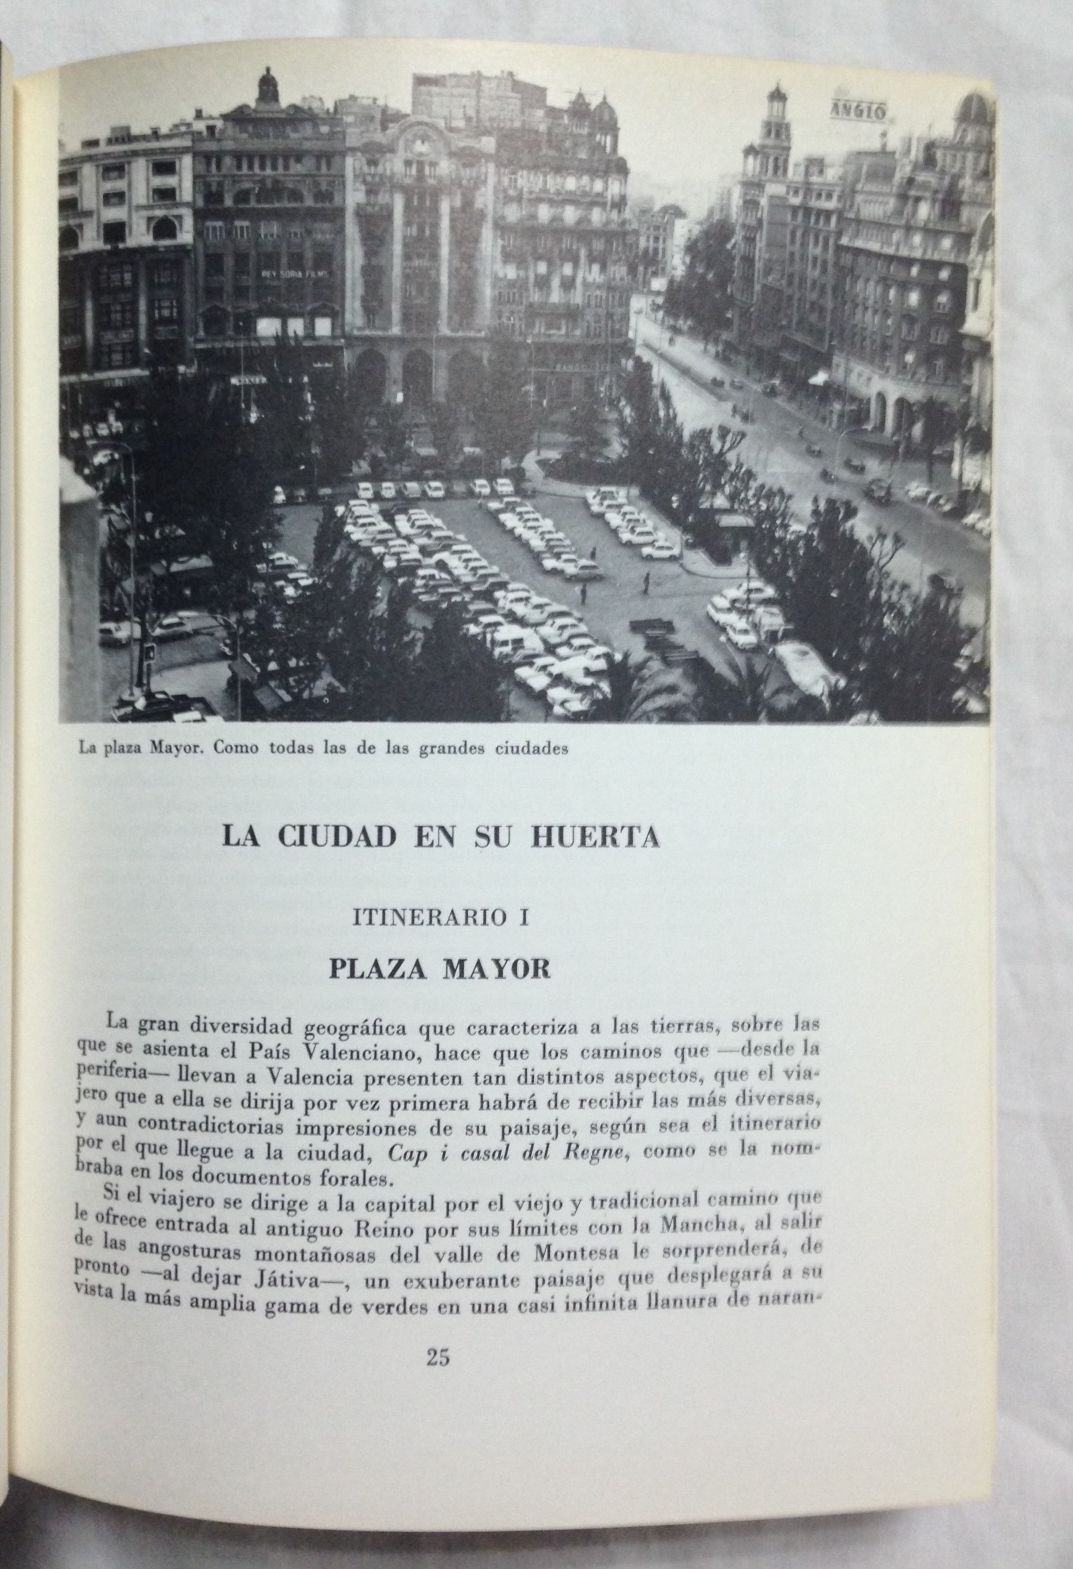 ANGLO
REY SORIA FILMS
La plaza Mayor. Como todas las de las grandes ciudades
LA CIUDAD EN SU HUERTA
ITINERARIO I
PLAZA MAYOR
La gran diversidad geográfica que caracteriza a las tierras, sobre las
que se asienta el País Valenciano, hace que los caminos que —desde la
periferia— llevan a Valencia presenten tan distintos aspectos, que el via-
jero que a ella se dirija por vez primera habrá de recibir las más diversas,
y aun contradictorias impresiones de su paisaje, según sea el itinerario
por el que llegue a la ciudad, Cap i casal del Regne, como se la nom-
braba en los documentos forales.
Si el viajero se dirige a la capital por el viejo y tradicional camino que
le ofrece entrada al antiguo Reino por sus límites con la Mancha, al salir
de las angosturas montañosas del valle de Montesa le sorprenderá, de
pronto —al dejar Játiva—, un exuberante paisaje que desplegará a su
vista la más amplia gama de verdes en una casi infinita llanura de naran-
25